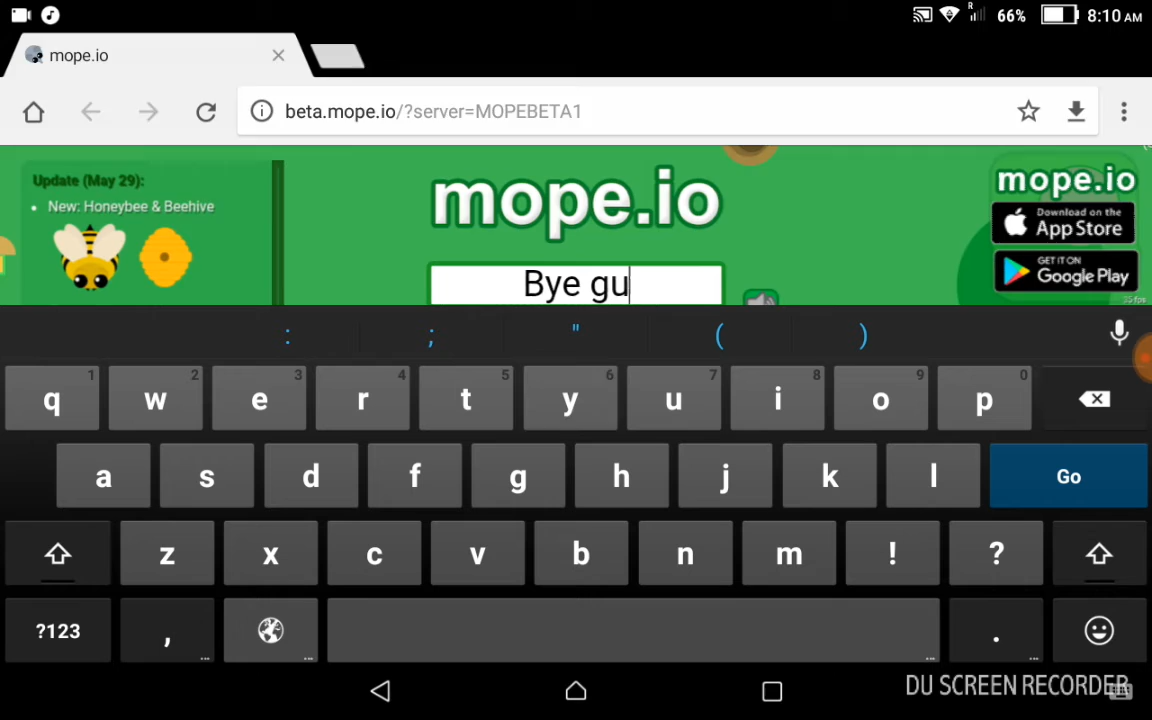 R 66% 8:10 AM
mope.io
beta.mope.io/?server=MOPEBETA1
Update (May 29):
• New: Honeybee & Beehive
mope.io
Bye gu
mope.io
Download on the
App Store
GET IT ON
Google Play
35 fps
: ; " ( )
q 1 w 2 e 3 r 4 t 5 y 6 u 7 i 8 o 9 p 0
a s d f g h j k l Go
z x c v b n m ! ?
?123 , ... ... ... . ...
DU SCREEN RECORDER